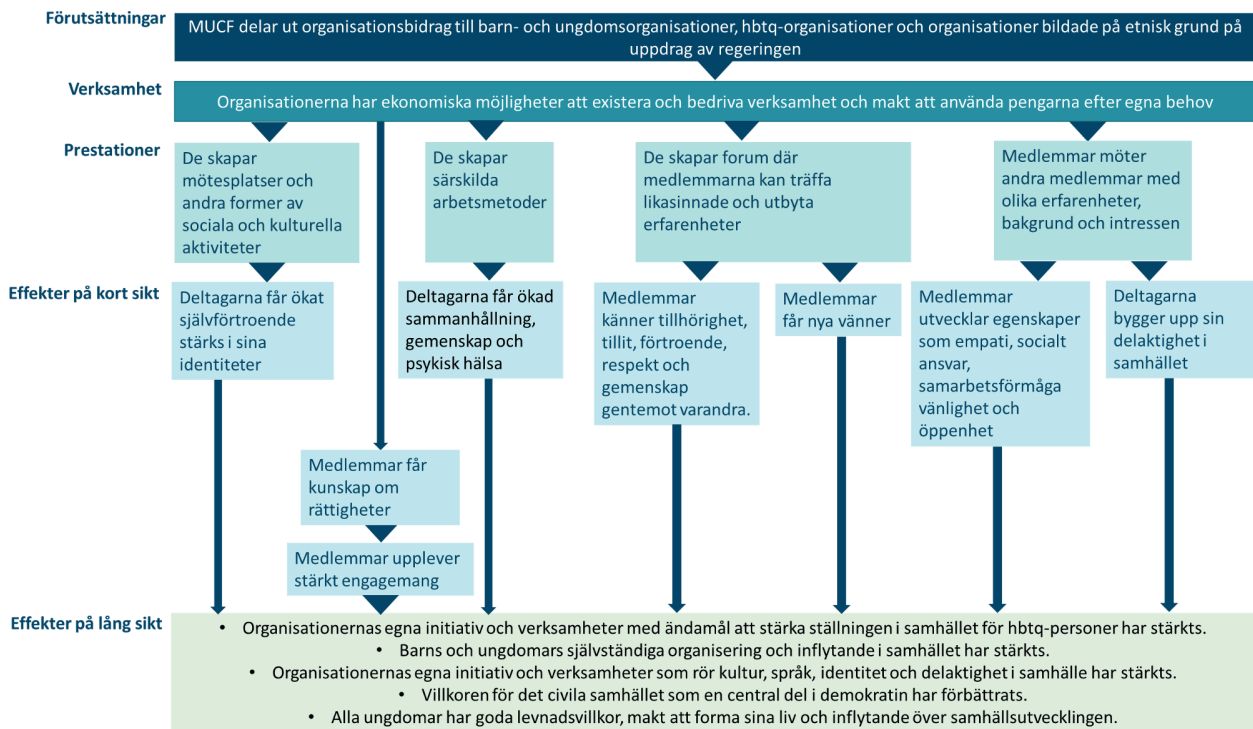 Förutsättningar
MUCF delar ut organisationsbidrag till barn- och ungdomsorganisationer, hbtq-organisationer och organisationer bildade på etnisk grund på
uppdrag av regeringen
Verksamhet
Organisationerna har ekonomiska möjligheter att existera och bedriva verksamhet och makt att använda pengarna efter egna behov
Prestationer
De skapar
mötesplatser och
andra former av
sociala och kulturella
aktiviteter
De skapar
särskilda
arbetsmetoder
De skapar forum där
medlemmarna kan träffa
likasinnade och utbyta
erfarenheter
Medlemmar möter
andra medlemmar med
olika erfarenheter,
bakgrund och intressen
Effekter på kort sikt
Deltagarna får ökat
självförtroende
stärks i sina
identiteter
Deltagarna får ökad
sammanhållning,
gemenskap och
psykisk hälsa
Medlemmar
känner tillhörighet,
tillit, förtroende,
respekt och
gemenskap
gentemot varandra.
Medlemmar
får nya vänner
Medlemmar
utvecklar egenskaper
som empati, socialt
ansvar,
samarbetsförmåga
vänlighet och
öppenhet
Deltagarna
bygger upp sin
delaktighet i
samhället
Medlemmar får
kunskap om
rättigheter
Medlemmar upplever
stärkt engagemang
Effekter på lång sikt
• Organisationernas egna initiativ och verksamheter med ändamål att stärka ställningen i samhället för hbtq-personer har stärkts.
• Barns och ungdomars självständiga organisering och inflytande i samhället har stärkts.
• Organisationernas egna initiativ och verksamheter som rör kultur, språk, identitet och delaktighet i samhälle har stärkts.
• Villkoren för det civila samhället som en central del i demokratin har förbättrats.
• Alla ungdomar har goda levnadsvillkor, makt att forma sina liv och inflytande över samhällsutvecklingen.